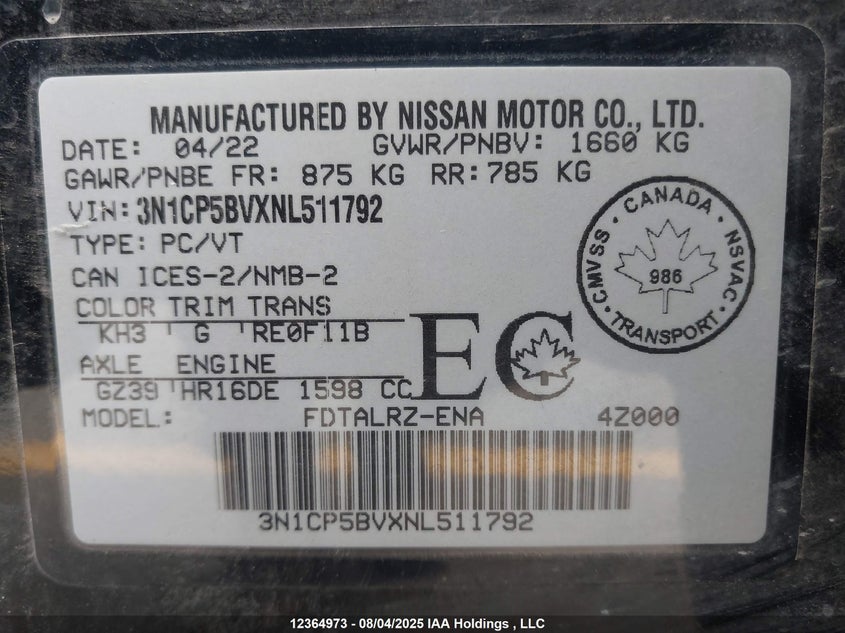 MANUFACTURED BY NISSAN MOTOR CO., LTD.
DATE: 04/22 GVWR/PNBV: 1660 KG
GAWR/PNBE FR: 875 KG RR:785 KG
VIN: 3N1CP5BVXNL511792
TYPE: PC/VT
CAN ICES-2/NMB-2
COLOR TRIM TRANS
KH3 G RE0F11B
AXLE ENGINE
GZ39 HR16DE 1598 CC
EC
CANADA
CMVSS · NSVAC
986
TRANSPORT
MODEL: FDTALRZ-ENA 4Z000
3N1CP5BVXNL511792
12364973 - 08/04/2025 IAA Holdings , LLC